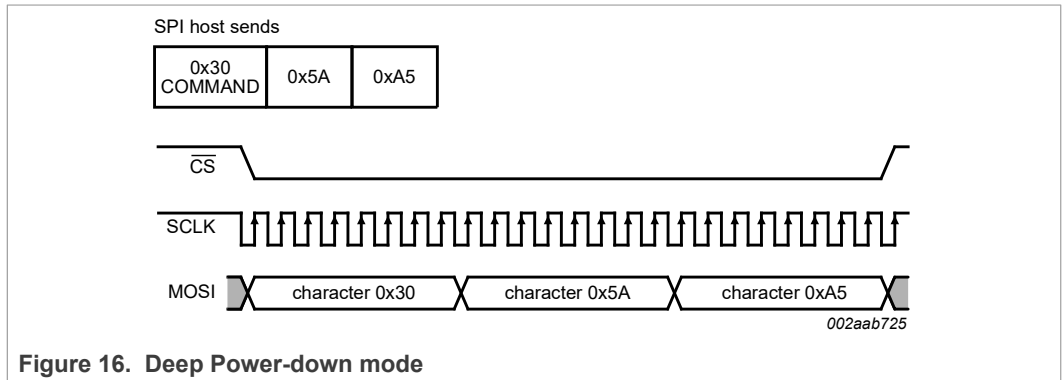 SPI host sends
0x30
COMMAND
0x5A
0xA5
CS
SCLK
MOSI
character 0x30
character 0x5A
character 0xA5
002aab725
Figure 16. Deep Power-down mode